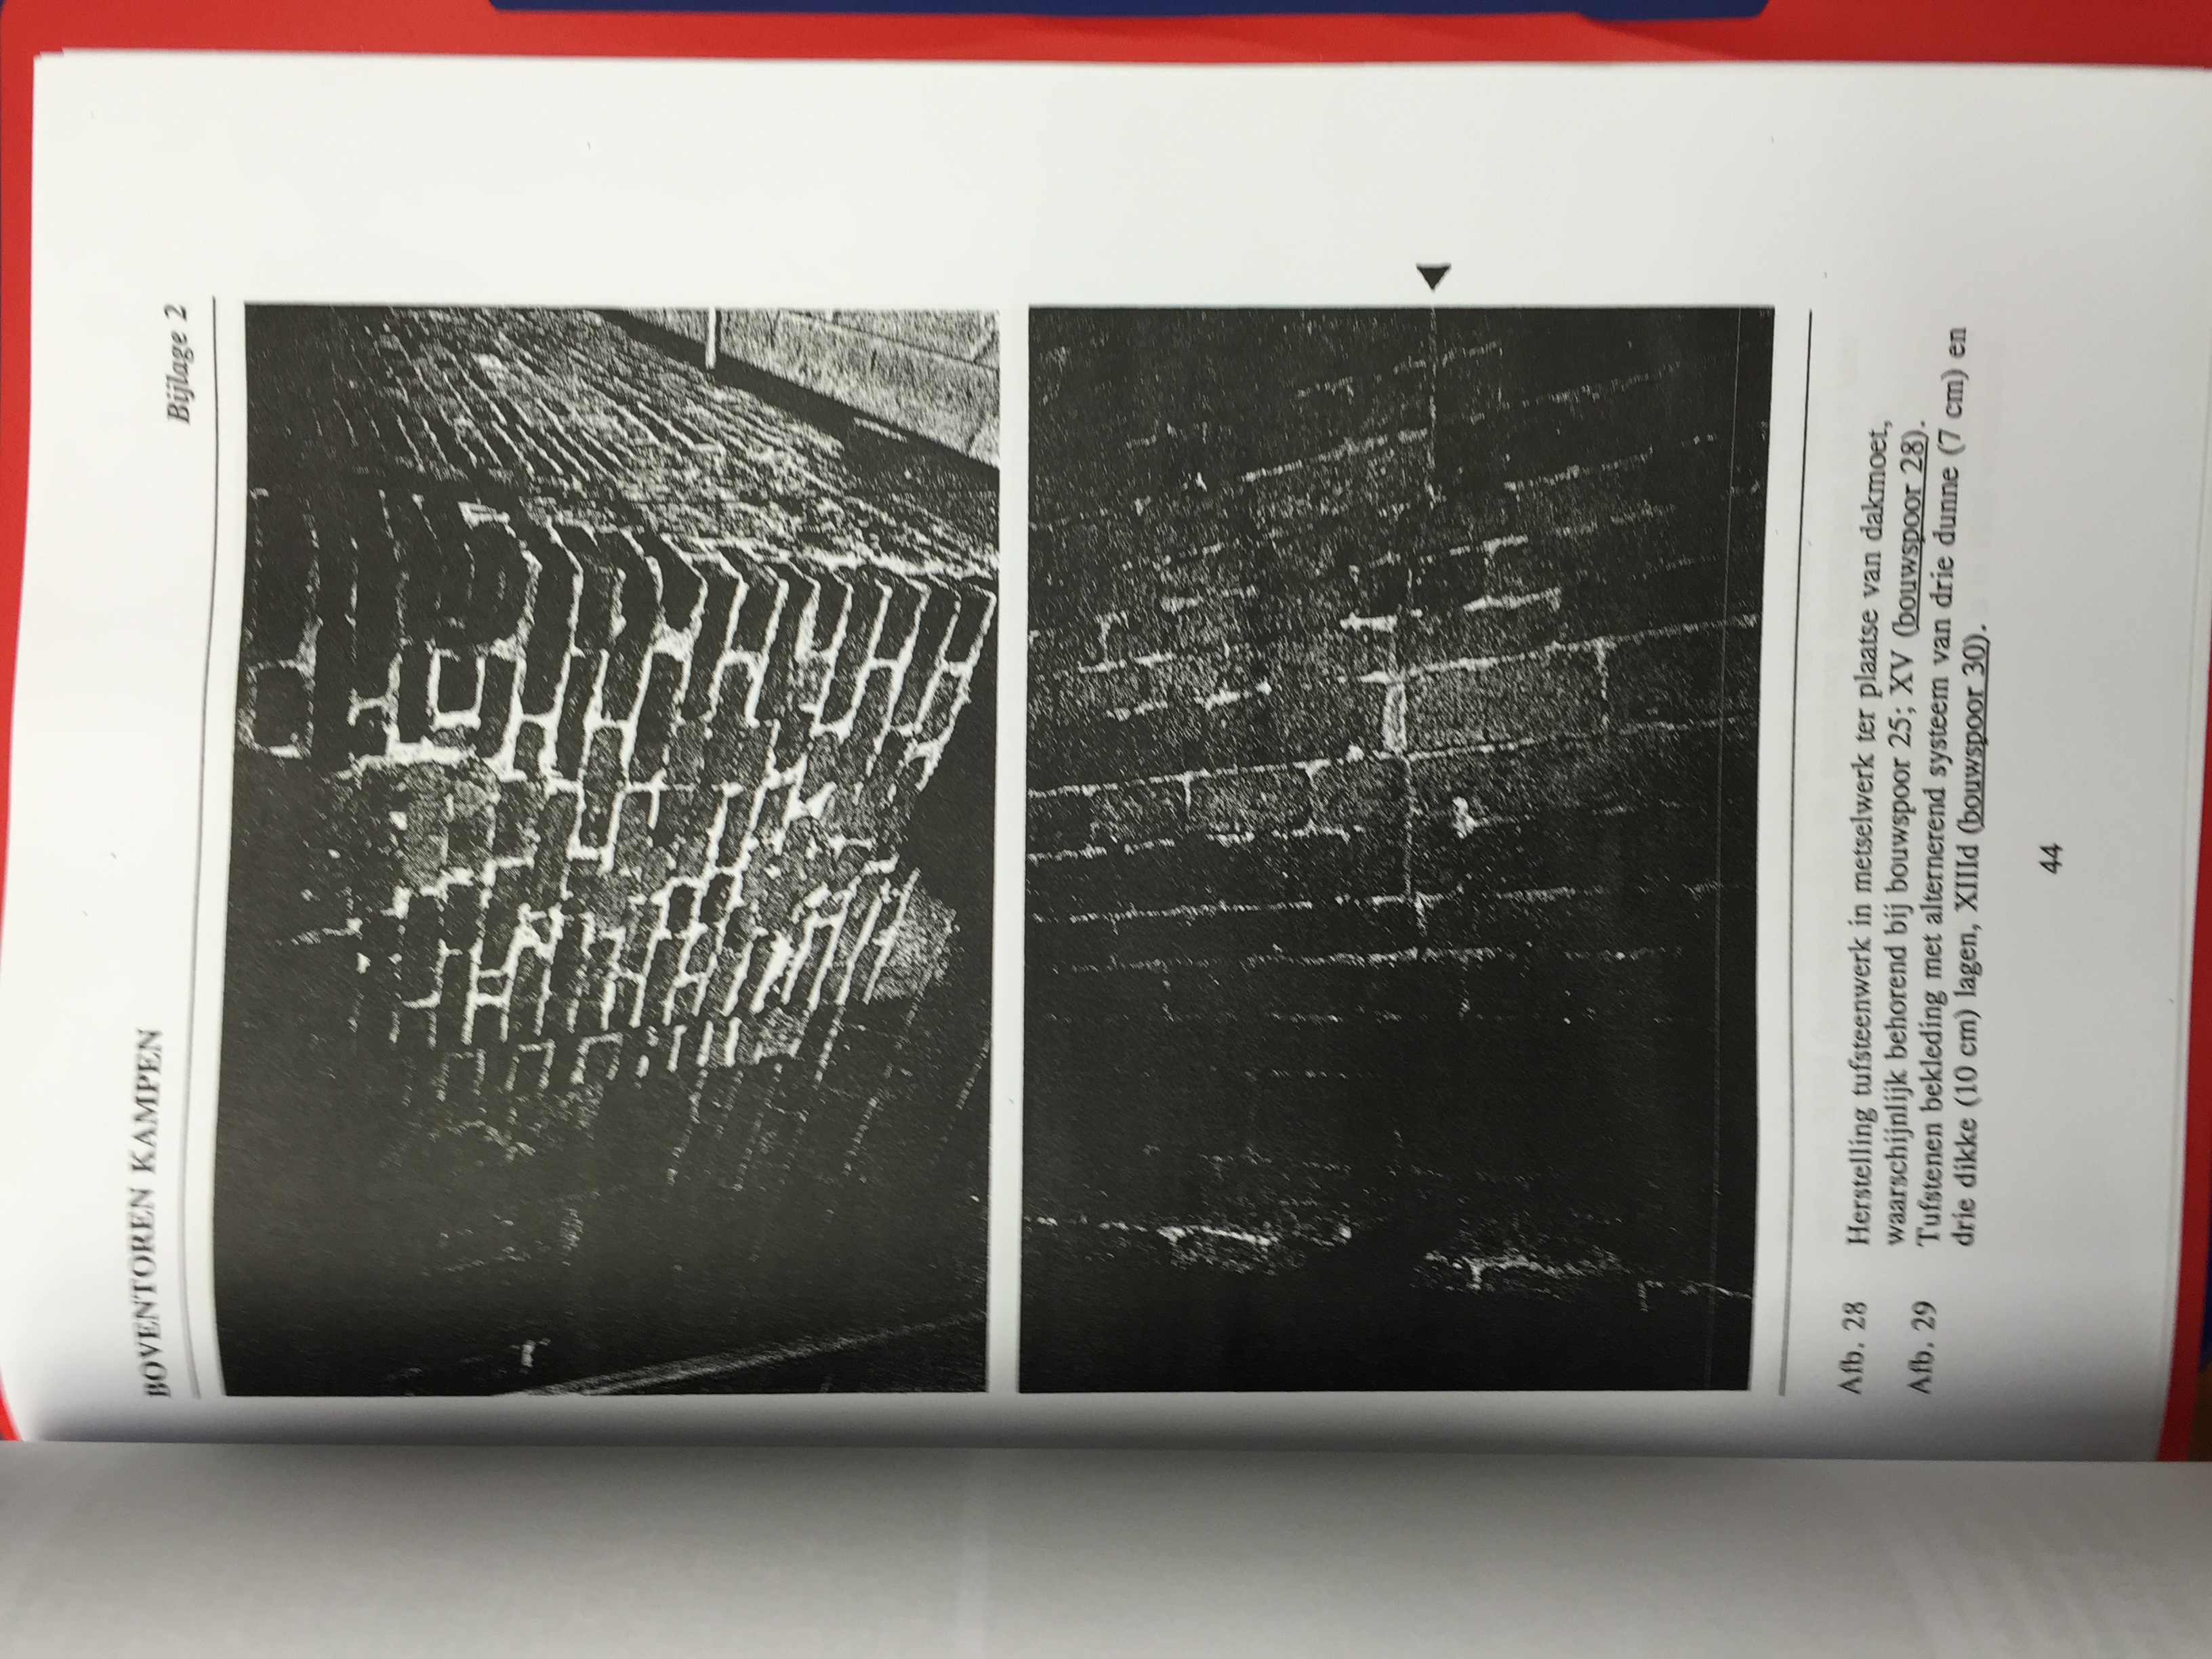 BOVENTOREN KAMPEN
Bijlage 2
Afb. 28 Herstelling tufsteenwerk in metselwerk ter plaatse van dakmoet,
waarschijnlijk behorend bij bouwspoor 25; XV (bouwspoor 28).
Afb. 29 Tufstenen bekleding met alternerend systeem van drie dunne (7 cm) en
drie dikke (10 cm) lagen, XIIId (bouwspoor 30).
44